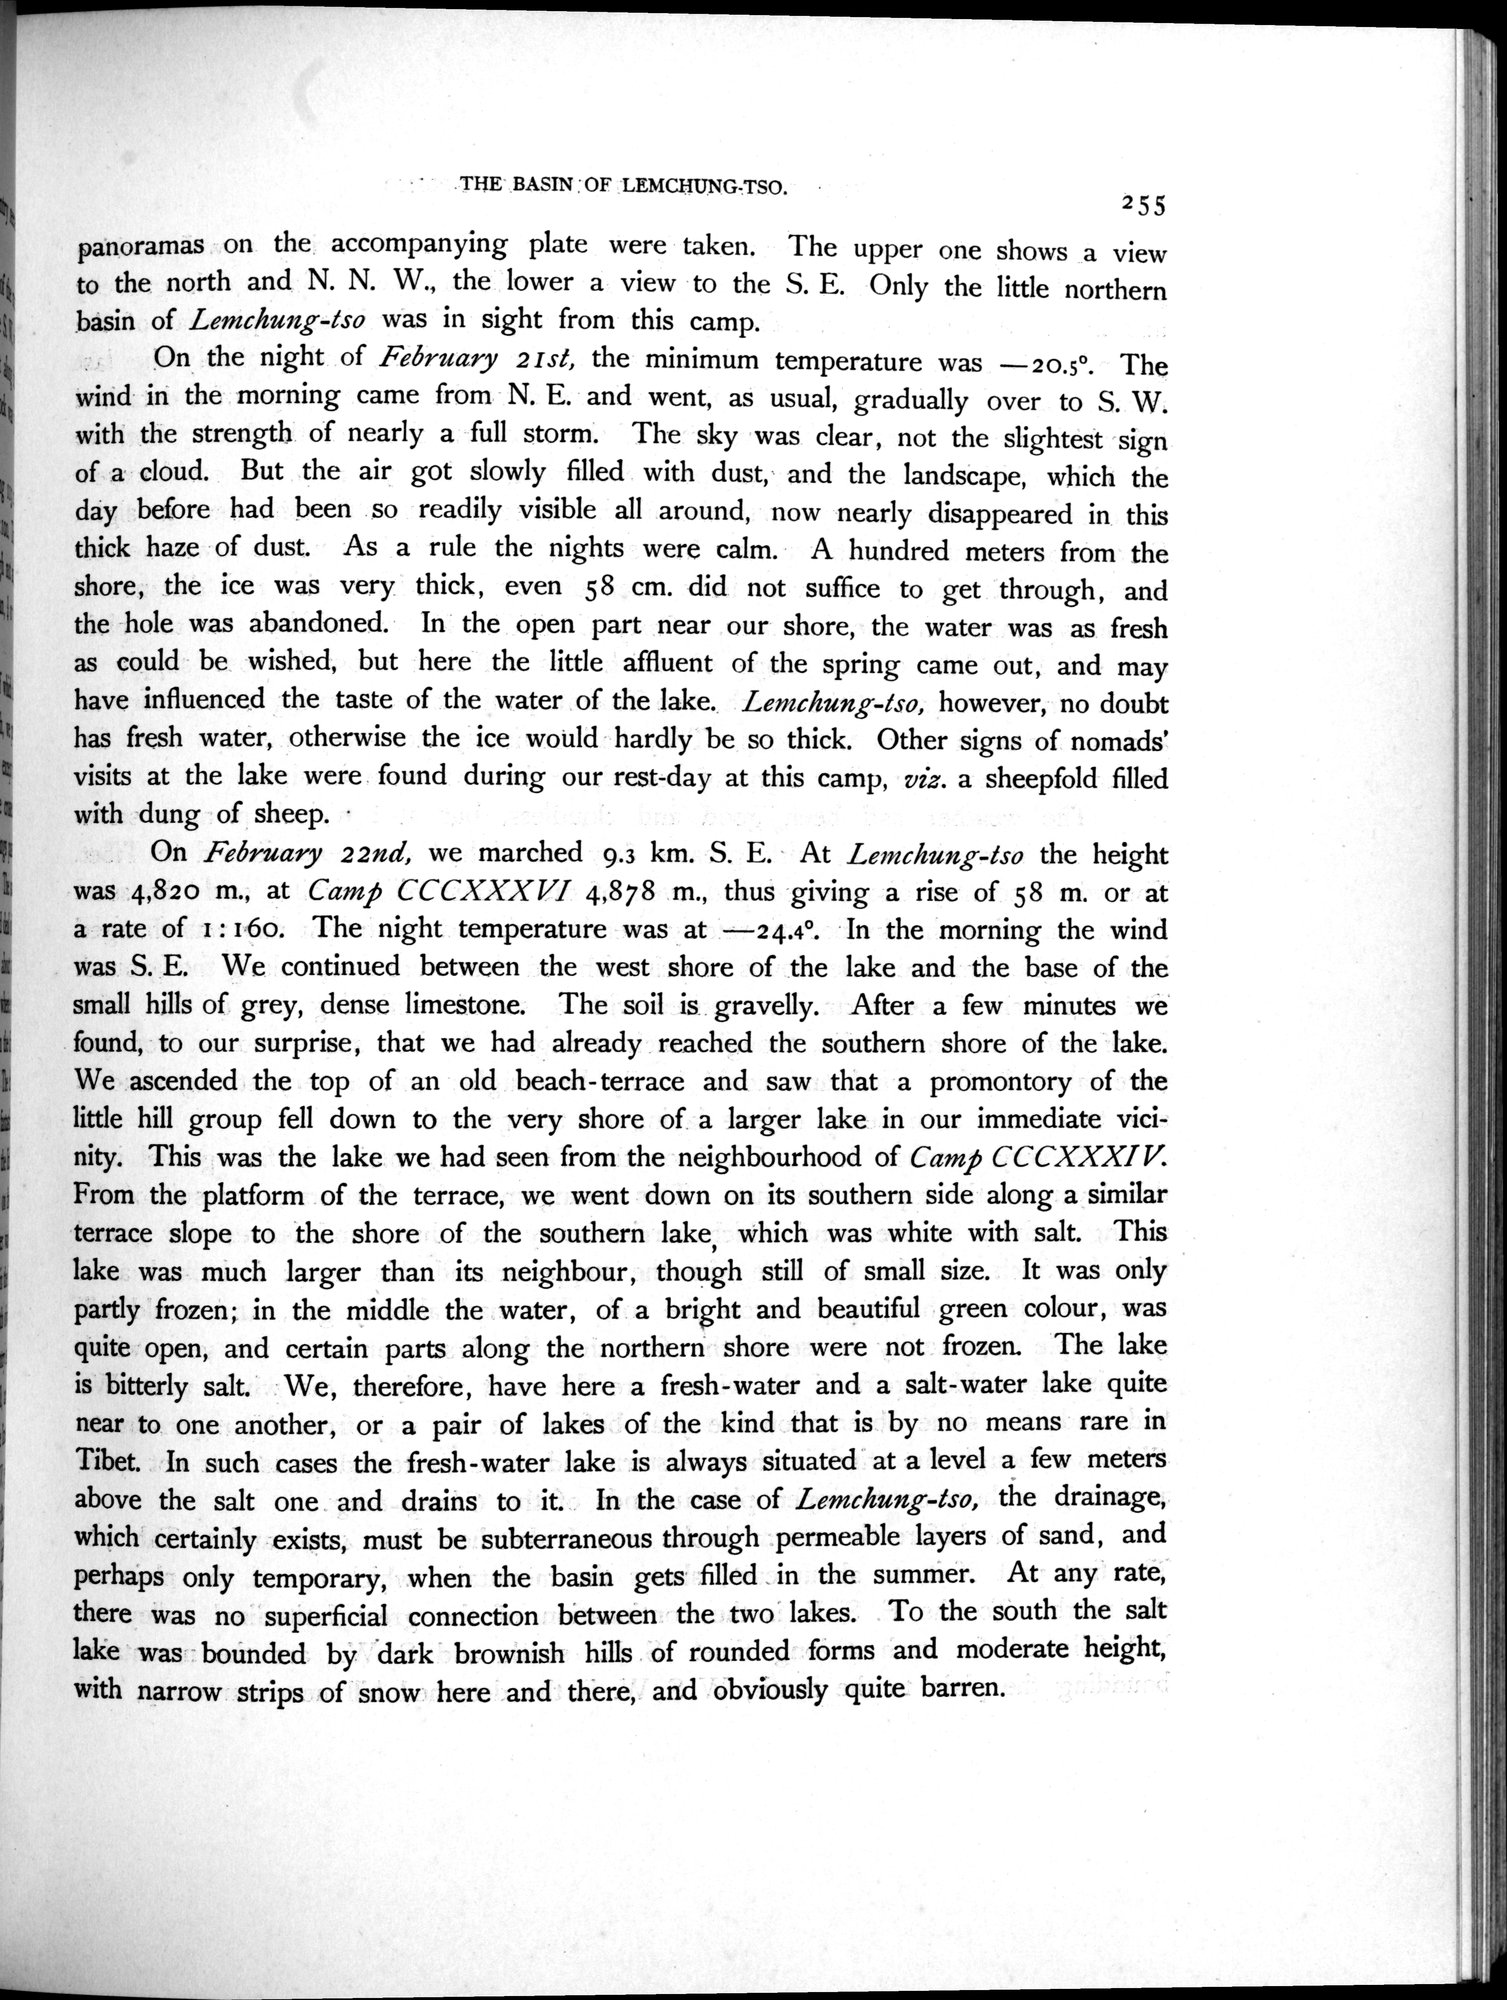 THE BASIN OF LEMCHUNG-TSO.
255
panoramas on the accompanying plate were taken. The upper one shows a view
to the north and N. N. W., the lower a view to the S. E. Only the little northern
basin of Lemchung-tso was in sight from this camp.
On the night of February 21st, the minimum temperature was —20.5°. The
wind in the morning came from N. E. and went, as usual, gradually over to S. W.
with the strength of nearly a full storm. The sky was clear, not the slightest sign
of a cloud. But the air got slowly filled with dust, and the landscape, which the
day before had been so readily visible all around, now nearly disappeared in this
thick haze of dust. As a rule the nights were calm. A hundred meters from the
shore, the ice was very thick, even 58 cm. did not suffice to get through, and
the hole was abandoned. In the open part near our shore, the water was as fresh
as could be wished, but here the little affluent of the spring came out, and may
have influenced the taste of the water of the lake. Lemchung-tso, however, no doubt
has fresh water, otherwise the ice would hardly be so thick. Other signs of nomads'
visits at the lake were found during our rest-day at this camp, viz. a sheepfold filled
with dung of sheep.
On February 22nd, we marched 9.3 km. S. E. At Lemchung-tso the height
was 4,820 m., at Camp CCCXXXVI 4,878 m., thus giving a rise of 58 m. or at
a rate of 1:160. The night temperature was at —24.4°. In the morning the wind
was S. E. We continued between the west shore of the lake and the base of the
small hills of grey, dense limestone. The soil is gravelly. After a few minutes we
found, to our surprise, that we had already reached the southern shore of the lake.
We ascended the top of an old beach-terrace and saw that a promontory of the
little hill group fell down to the very shore of a larger lake in our immediate vici-
nity. This was the lake we had seen from the neighbourhood of Camp CCCXXXIV.
From the platform of the terrace, we went down on its southern side along a similar
terrace slope to the shore of the southern lake, which was white with salt. This
lake was much larger than its neighbour, though still of small size. It was only
partly frozen; in the middle the water, of a bright and beautiful green colour, was
quite open, and certain parts along the northern shore were not frozen. The lake
is bitterly salt. We, therefore, have here a fresh-water and a salt-water lake quite
near to one another, or a pair of lakes of the kind that is by no means rare in
Tibet. In such cases the fresh-water lake is always situated at a level a few meters
above the salt one and drains to it. In the case of Lemchung-tso, the drainage,
which certainly exists, must be subterraneous through permeable layers of sand, and
perhaps only temporary, when the basin gets filled in the summer. At any rate,
there was no superficial connection between the two lakes. To the south the salt
lake was bounded by dark brownish hills of rounded forms and moderate height,
with narrow strips of snow here and there, and obviously quite barren.